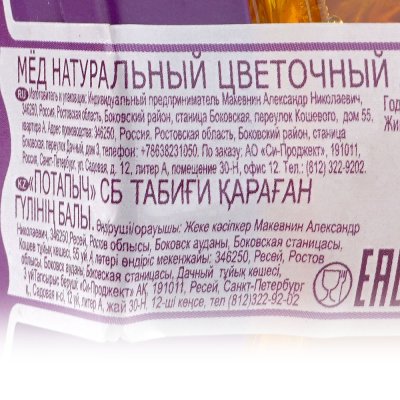 МЁД НАТУРАЛЬНЫЙ ЦВЕТОЧНЫЙ
RU Изготовитель и упаковщик: Индивидуальный предприниматель Макевнин Александр Николаевич,
346250, Россия, Ростовская область, Боковский район, станица Боковская, переулок Кошевого, дом 55,
квартира А. Адрес производства: 346250, Россия, Ростовская область, Боковский район, станица
Боковская, переулок Дачный, дом 3, телефон: +78638231050. По заказу: АО «Си-Проджект», 191011,
Россия, Санкт-Петербург, ул. Садовая, д. 12, литер А, помещение 30-Н, офис 12. Тел.: (812) 322-9202.
KZ «ПОТАПЫЧ» СБ ТАБИҒИ ҚАРАҒАН
ГҮЛІНІҢ БАЛЫ. Өндіруші/ораушы: Жеке кәсіпкер Макевнин Александр
Николаевич, 346250, Ресей, Ростов облысы, Боковск ауданы, Боковская станицасы,
Кошев тұйық көшесі, 55 үй А пәтері өндіріс мекенжайы: 346250, Ресей, Ростов
облысы, Боковск ауданы, Боковская станицасы, Дачный тұйық көшесі,
3 үй Тапсырыс беруші: «Си-Проджект» АҚ, 191011, Ресей, Санкт-Петербург
қ., Садовая к-сі, 12 үй, литер А, жай 30-Н, 12-ші кеңсе, тел (812)322-92-02
EAC
Год
Жи